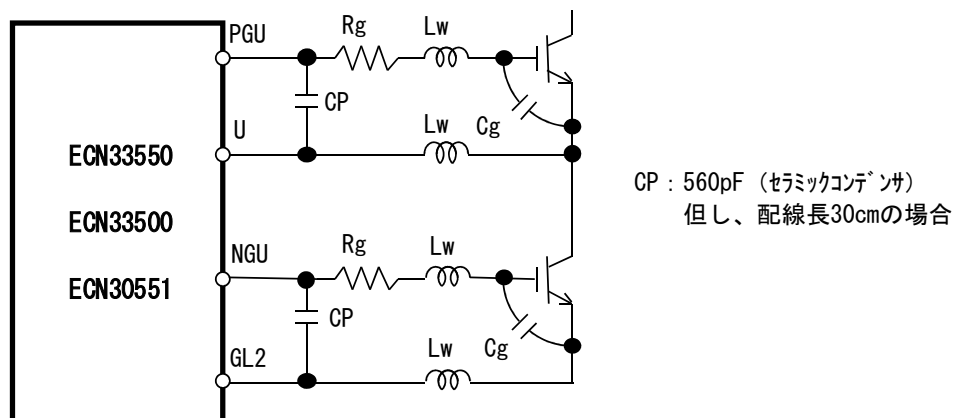 PGU
Rg
Lw
CP
U
Lw
Cg
ECN33550
ECN33500
ECN30551
CP:560pF (セラミックコンデンサ)
但し、配線長30cmの場合
NGU
Rg
Lw
CP
GL2
Lw
Cg